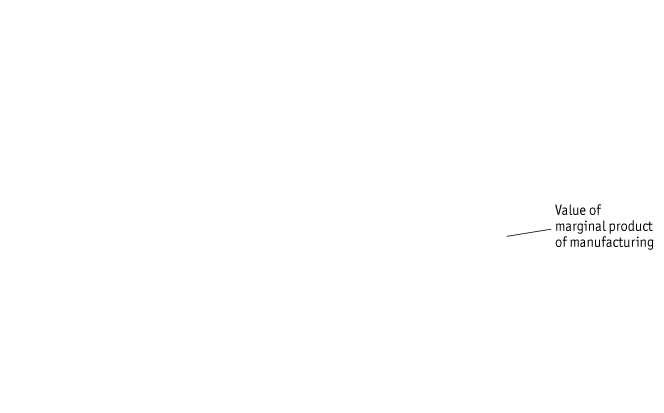 Value of
marginal product
of manufacturing